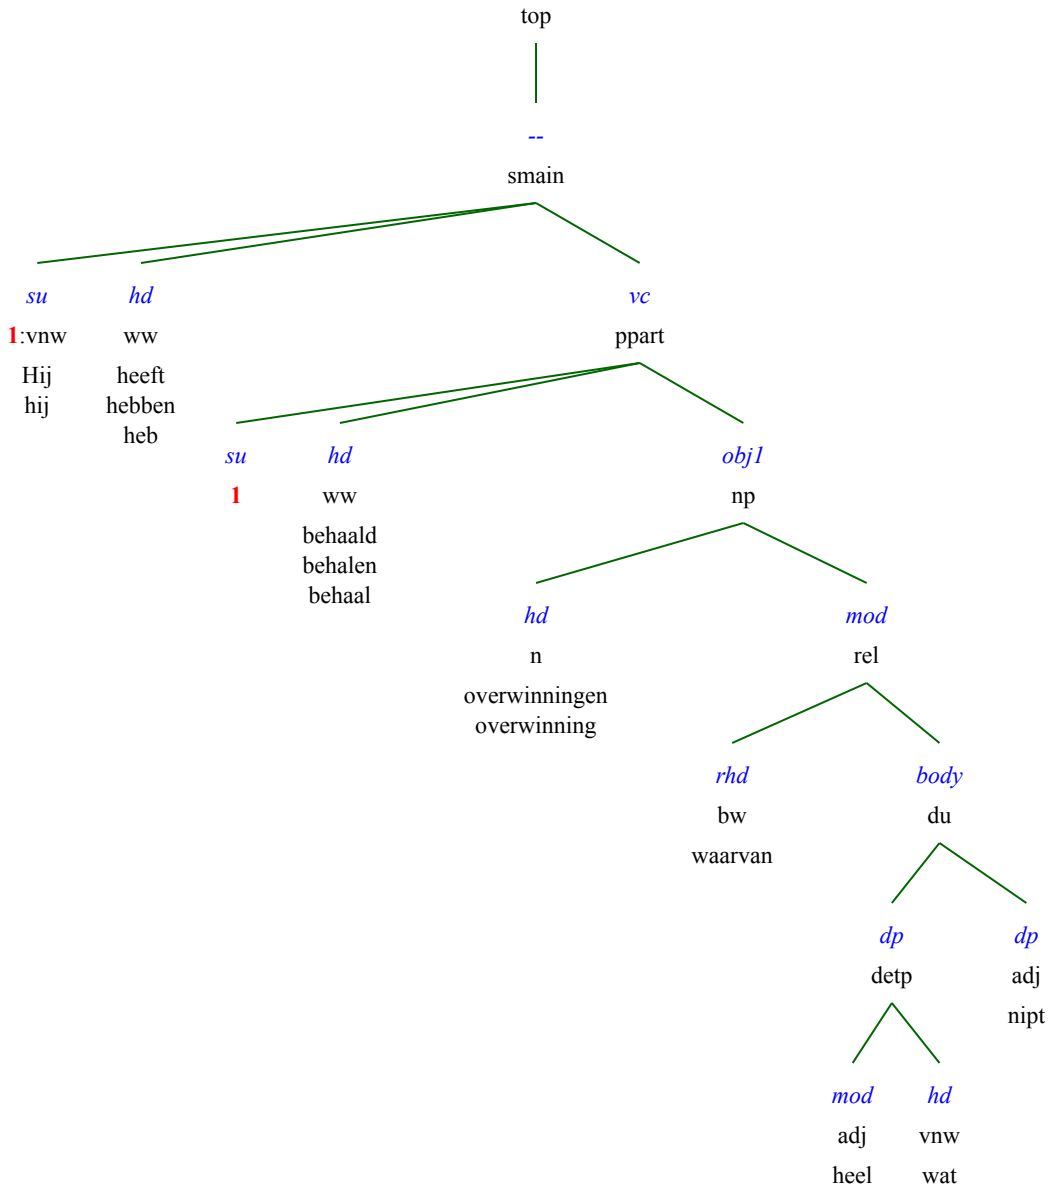 top
--
smain
su hd vc
1:vnw ww ppart
Hij heeft
hij hebben
heb
su hd obj1
1 ww np
behaald
behalen
behaal
hd mod
n rel
overwinningen
overwinning
rhd body
bw du
waarvan
dp dp
detp adj
nipt
mod hd
adj vnw
heel wat